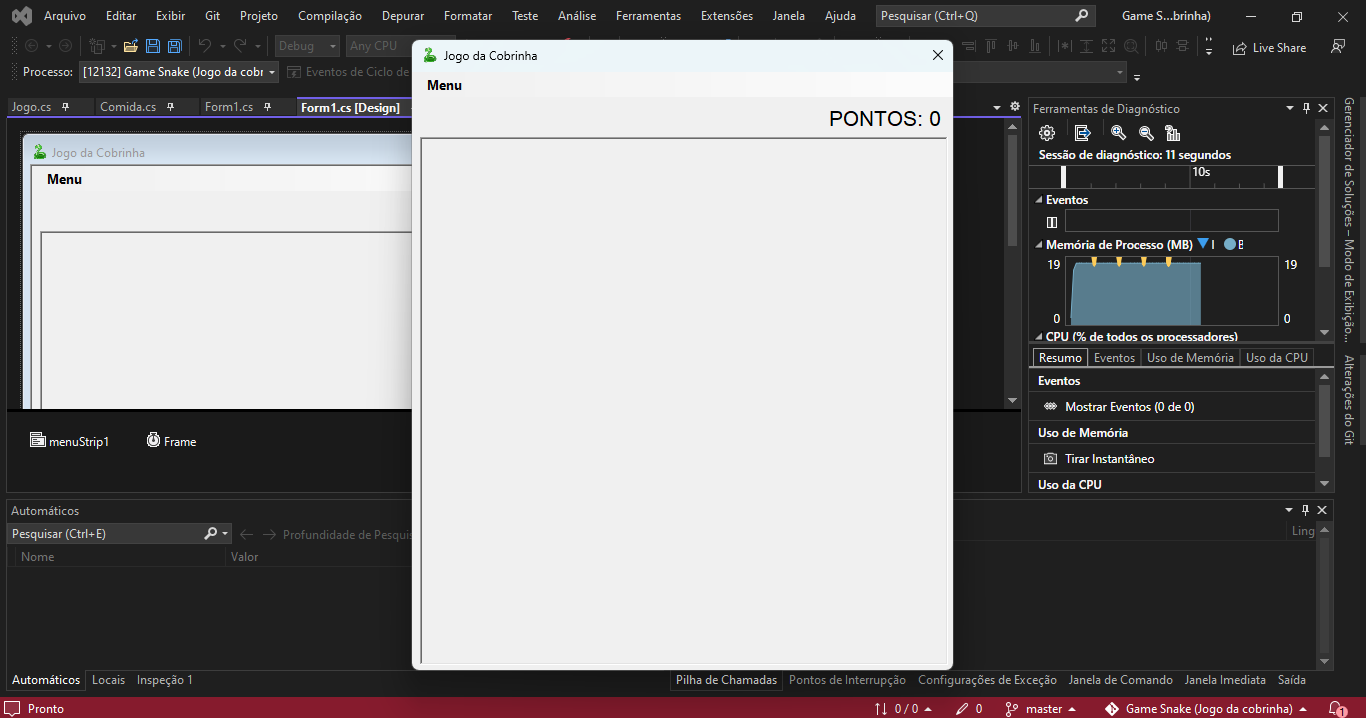 Arquivo Editar Exibir Git Projeto Compilação Depurar Formatar Teste Análise Ferramentas Extensões Janela Ajuda Pesquisar (Ctrl+Q) Game S...brinha)
Debug Any CPU Live Share
Processo: [12132] Game Snake (Jogo da cobr Eventos de Ciclo de
Jogo.cs Comida.cs Form1.cs Form1.cs [Design]
Jogo da Cobrinha
Menu
menuStrip1 Frame
Jogo da Cobrinha
Menu
PONTOS: 0
Ferramentas de Diagnóstico
Sessão de diagnóstico: 11 segundos
10s
Eventos
Memória de Processo (MB)
19 19
0 0
CPU (% de todos os processadores)
Resumo Eventos Uso de Memória Uso da CPU
Eventos
Mostrar Eventos (0 de 0)
Uso de Memória
Tirar Instantâneo
Uso da CPU
Gerenciador de Soluções – Modo de Exibição...
Alterações do Git
Automáticos
Pesquisar (Ctrl+E) Profundidade de Pesquis
Nome Valor
Ling
Automáticos Locais Inspeção 1
Pilha de Chamadas Pontos de Interrupção Configurações de Exceção Janela de Comando Janela Imediata Saída
Pronto 0 / 0 0 master Game Snake (Jogo da cobrinha) 1